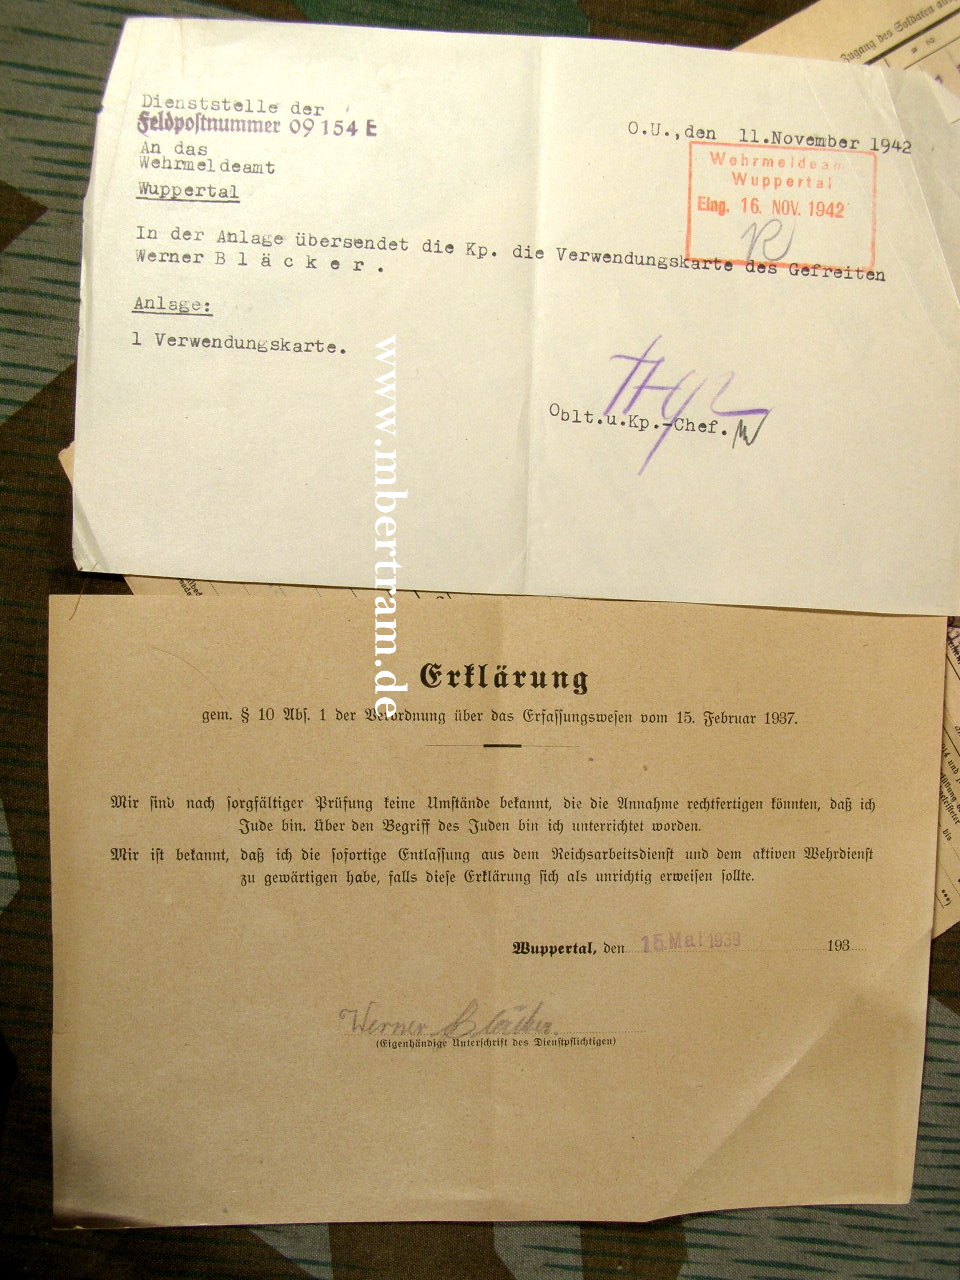 Zugang des Soldaten
Dienststelle der
Feldpostnummer 09 154 E
O.U.,den 11.November 1942
An das
Wehrmeldeamt
Wuppertal
Wehrmeldeam
Wuppertal
Eing. 16. NOV. 1942
In der Anlage übersendet die Kp. die Verwendungskarte des Gefreiten
Werner B l ä c k e r .
Anlage:
1 Verwendungskarte.
Oblt.u.Kp.-Chef.
www.mbertram.de
Erklärung
gem. § 10 Abs. 1 der Verordnung über das Erfassungswesen vom 15. Februar 1937.
Mir sind nach sorgfältiger Prüfung keine Umstände bekannt, die die Annahme rechtfertigen könnten, daß ich
Jude bin. Über den Begriff des Juden bin ich unterrichtet worden.
Mir ist bekannt, daß ich die sofortige Entlassung aus dem Reichsarbeitsdienst und dem aktiven Wehrdienst
zu gewärtigen habe, falls diese Erklärung sich als unrichtig erweisen sollte.
Wuppertal, den 15. Mai 1939 193
Werner Bläcker.
(Eigenhändige Unterschrift des Dienstpflichtigen)